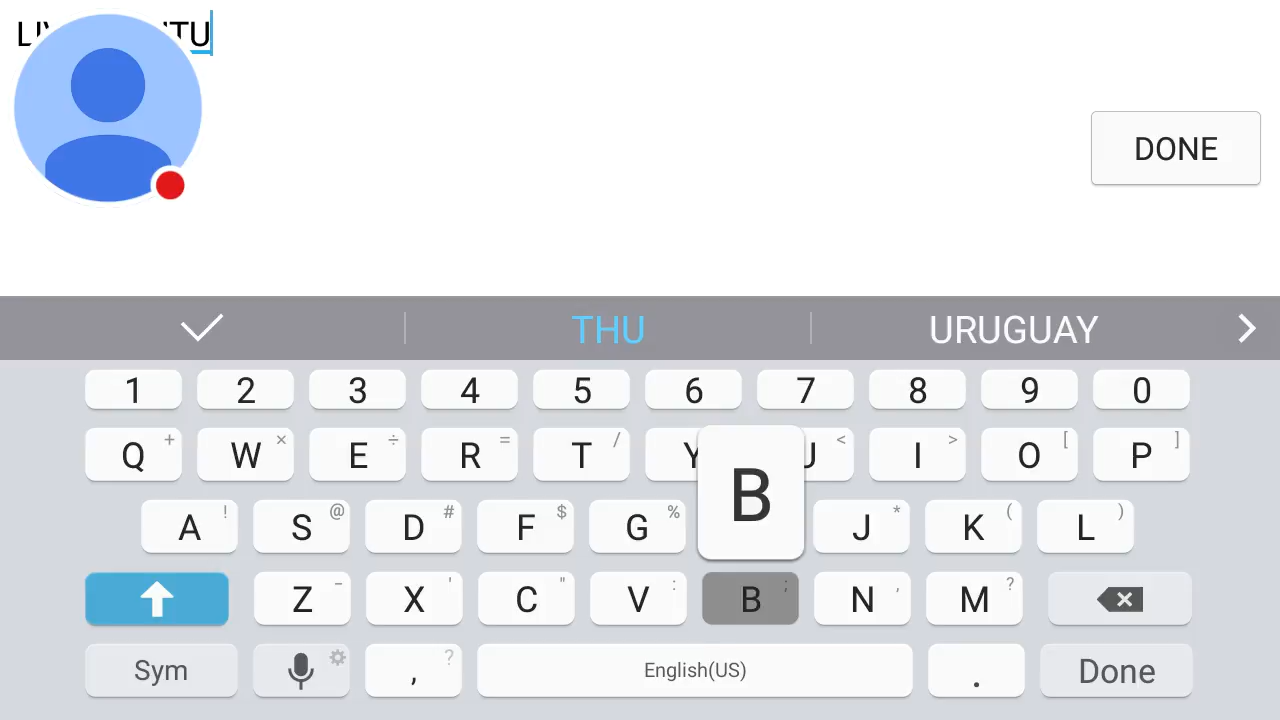 DONE
THU URUGUAY
1 2 3 4 5 6 7 8 9 0
Q + W × E ÷ R = T / Y U < I > O [ P ]
A ! S @ D # F $ G % B J * K ( L )
Z - X ' C " V : B ; N , M ?
Sym , ? English(US) . Done